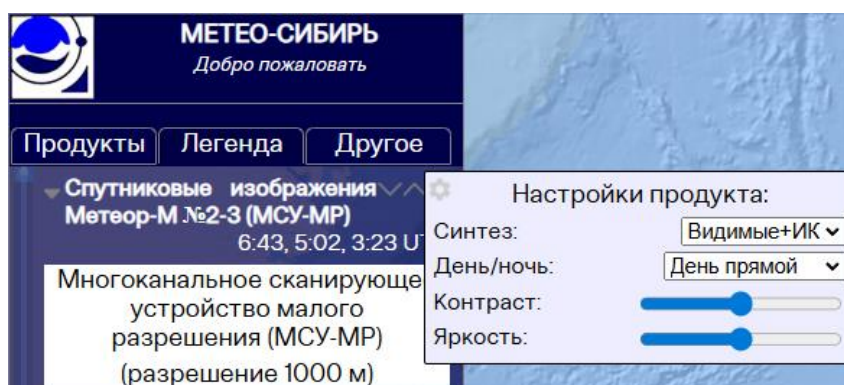 МЕТЕО-СИБИРЬ
Добро пожаловать
Продукты Легенда Другое
Спутниковые изображения
Метеор-М №2-3 (МСУ-МР)
6:43, 5:02, 3:23 U
Многоканальное сканирующе
устройство малого
разрешения (МСУ-МР)
(разрешение 1000 м)
Настройки продукта:
Синтез: Видимые+ИК
День/ночь: День прямой
Контраст:
Яркость: